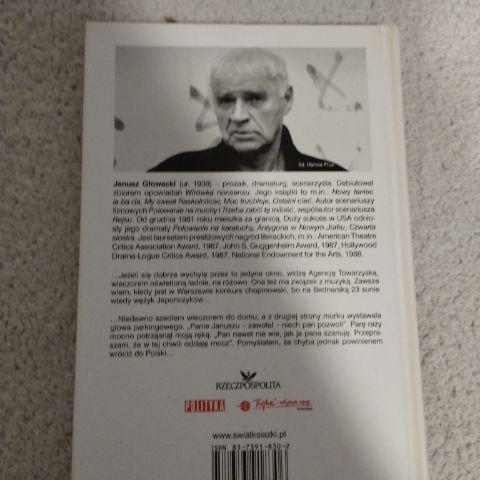 fot. Hanna Prus
Janusz Głowacki (ur. 1938) – prozaik, dramaturg, scenarzysta. Debiutował
zbiorem opowiadań Wirówka nonsensu. Jego książki to m.in.: Nowy taniec
la-ba-da, My sweet Raskolnikow, Moc truchleje, Ostatni cieć. Autor scenariuszy
filmowych Polowanie na muchy i Trzeba zabić tę miłość, współautor scenariusza
Rejsu. Od grudnia 1981 roku mieszka za granicą. Duży sukces w USA odnio-
sły jego dramaty Polowanie na karaluchy, Antygona w Nowym Jorku, Czwarta
siostra. Jest laureatem prestiżowych nagród literackich, m.in.: American Theatre
Critics Association Award, 1987, John S. Guggenheim Award, 1987, Hollywood
Drama-Logue Critics Award, 1987, National Endowment for the Arts, 1988.
...Jeżeli się dobrze wychylę przez to jedyne okno, widzę Agencję Towarzyską,
wieczorem oświetloną ładnie, na różowo. Ona też ma związek z muzyką. Zawsze
wiem, kiedy jest w Warszawie konkurs chopinowski, bo na Bednarską 23 sunie
wtedy wężyk Japończyków...
...Niedawno szedłem wieczorem do domu, a z drugiej strony murku wystawała
głowa parkingowego. „Panie Januszu – zawołał – niech pan pozwoli”. Parę razy
mocno potrząsnął moją ręką: „Pan nawet nie wie, jak ja pana szanuję. Przepra-
szam, że w tej chwili oddaję mocz”. Pomyślałem, że chyba jednak powinienem
wrócić do Polski...
RZECZPOSPOLITA
POLITYKA
"Trójka"
www.swiatksiazki.pl
ISBN 83-7391-630-2